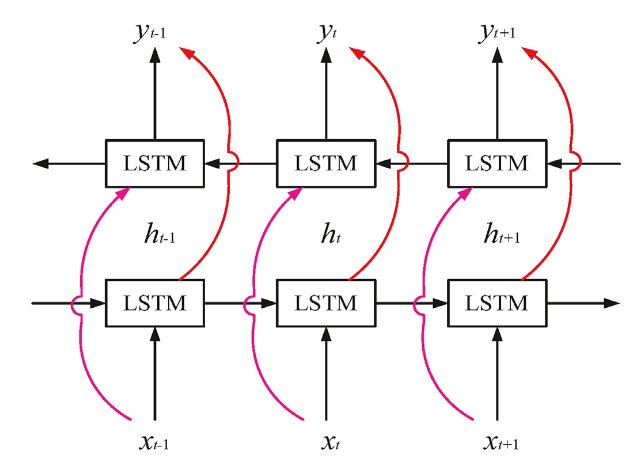 yt-1 yt yt+1
LSTM LSTM LSTM
ht-1 ht ht+1
LSTM LSTM LSTM
xt-1 xt xt+1